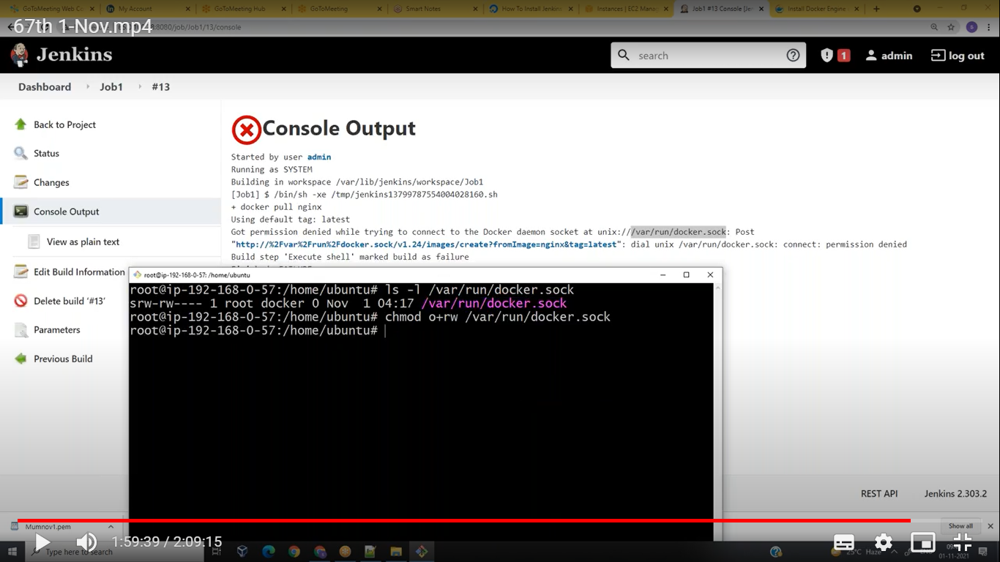 GoToMeeting Web C
My Account
GoToMeeting Hub
GoToMeeting
Smart Notes
How To Install Jenkins
Instances | EC2 Manag
Job1 #13 Console [Jen
Install Docker Engine
67th 1-Nov.mp4
:8080/job/Job1/13/console
Jenkins
search
1
admin
log out
Dashboard
Job1
#13
Back to Project
Status
Changes
Console Output
View as plain text
Edit Build Information
Delete build ‘#13’
Parameters
Previous Build
Console Output
Started by user admin
Running as SYSTEM
Building in workspace /var/lib/jenkins/workspace/Job1
[Job1] $ /bin/sh -xe /tmp/jenkins13799787554004028160.sh
+ docker pull nginx
Using default tag: latest
Got permission denied while trying to connect to the Docker daemon socket at unix:///var/run/docker.sock: Post
"http://%2Fvar%2Frun%2Fdocker.sock/v1.24/images/create?fromImage=nginx&tag=latest": dial unix /var/run/docker.sock: connect: permission denied
Build step 'Execute shell' marked build as failure
root@ip-192-168-0-57: /home/ubuntu
root@ip-192-168-0-57:/home/ubuntu# ls -l /var/run/docker.sock
srw-rw---- 1 root docker 0 Nov  1 04:17 /var/run/docker.sock
root@ip-192-168-0-57:/home/ubuntu# chmod o+rw /var/run/docker.sock
root@ip-192-168-0-57:/home/ubuntu#
REST API
Jenkins 2.303.2
Mumnov1.pem
Show all
1:59:39 / 2:09:15
Type here to search
25°C Haze
01-11-2021